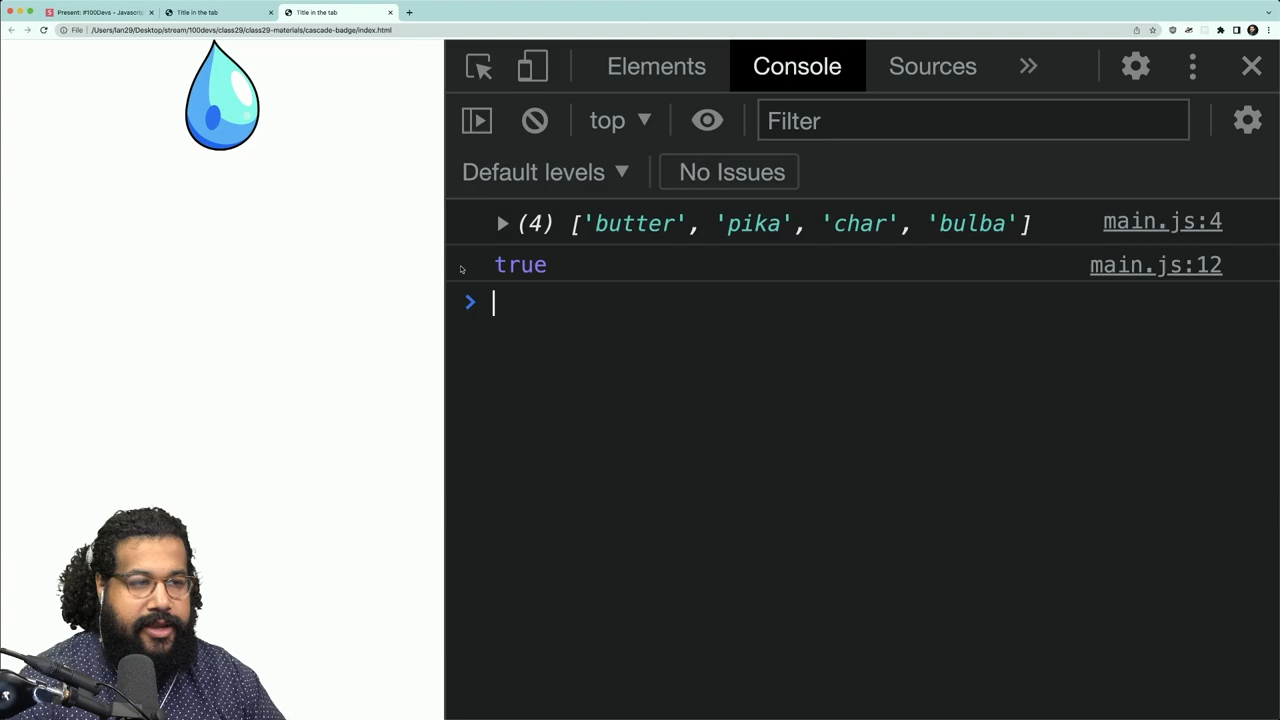 Present: #100Devs - Javascrip
Title in the tab
Title in the tab
File
/Users/lan29/Desktop/stream/100devs/class29/class29-materials/cascade-badge/index.html
Elements
Console
Sources
top
Filter
Default levels
No Issues
(4) ['butter', 'pika', 'char', 'bulba']
main.js:4
true
main.js:12